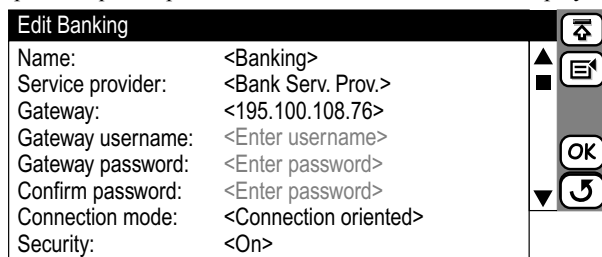 Edit Banking
Name: <Banking>
Service provider: <Bank Serv. Prov.>
Gateway: <195.100.108.76>
Gateway username: <Enter username>
Gateway password: <Enter password>
Confirm password: <Enter password>
Connection mode: <Connection oriented>
Security: <On>
OK